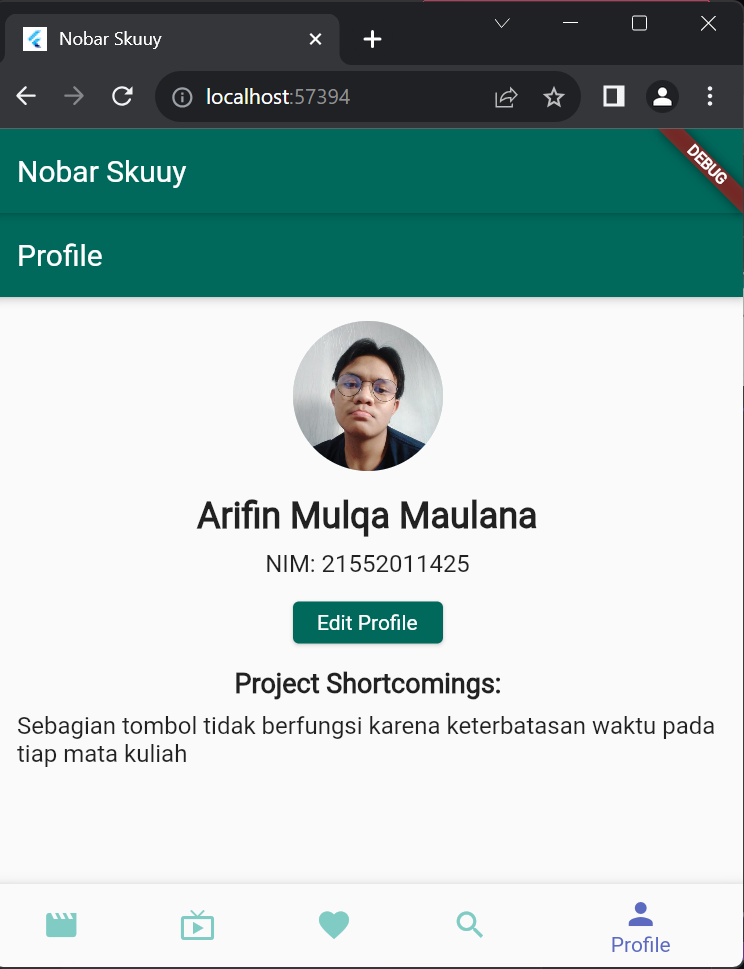 Nobar Skuuy
localhost:57394
Nobar Skuuy
DEBUG
Profile
Arifin Mulqa Maulana
NIM: 21552011425
Edit Profile
Project Shortcomings:
Sebagian tombol tidak berfungsi karena keterbatasan waktu pada
tiap mata kuliah
Profile